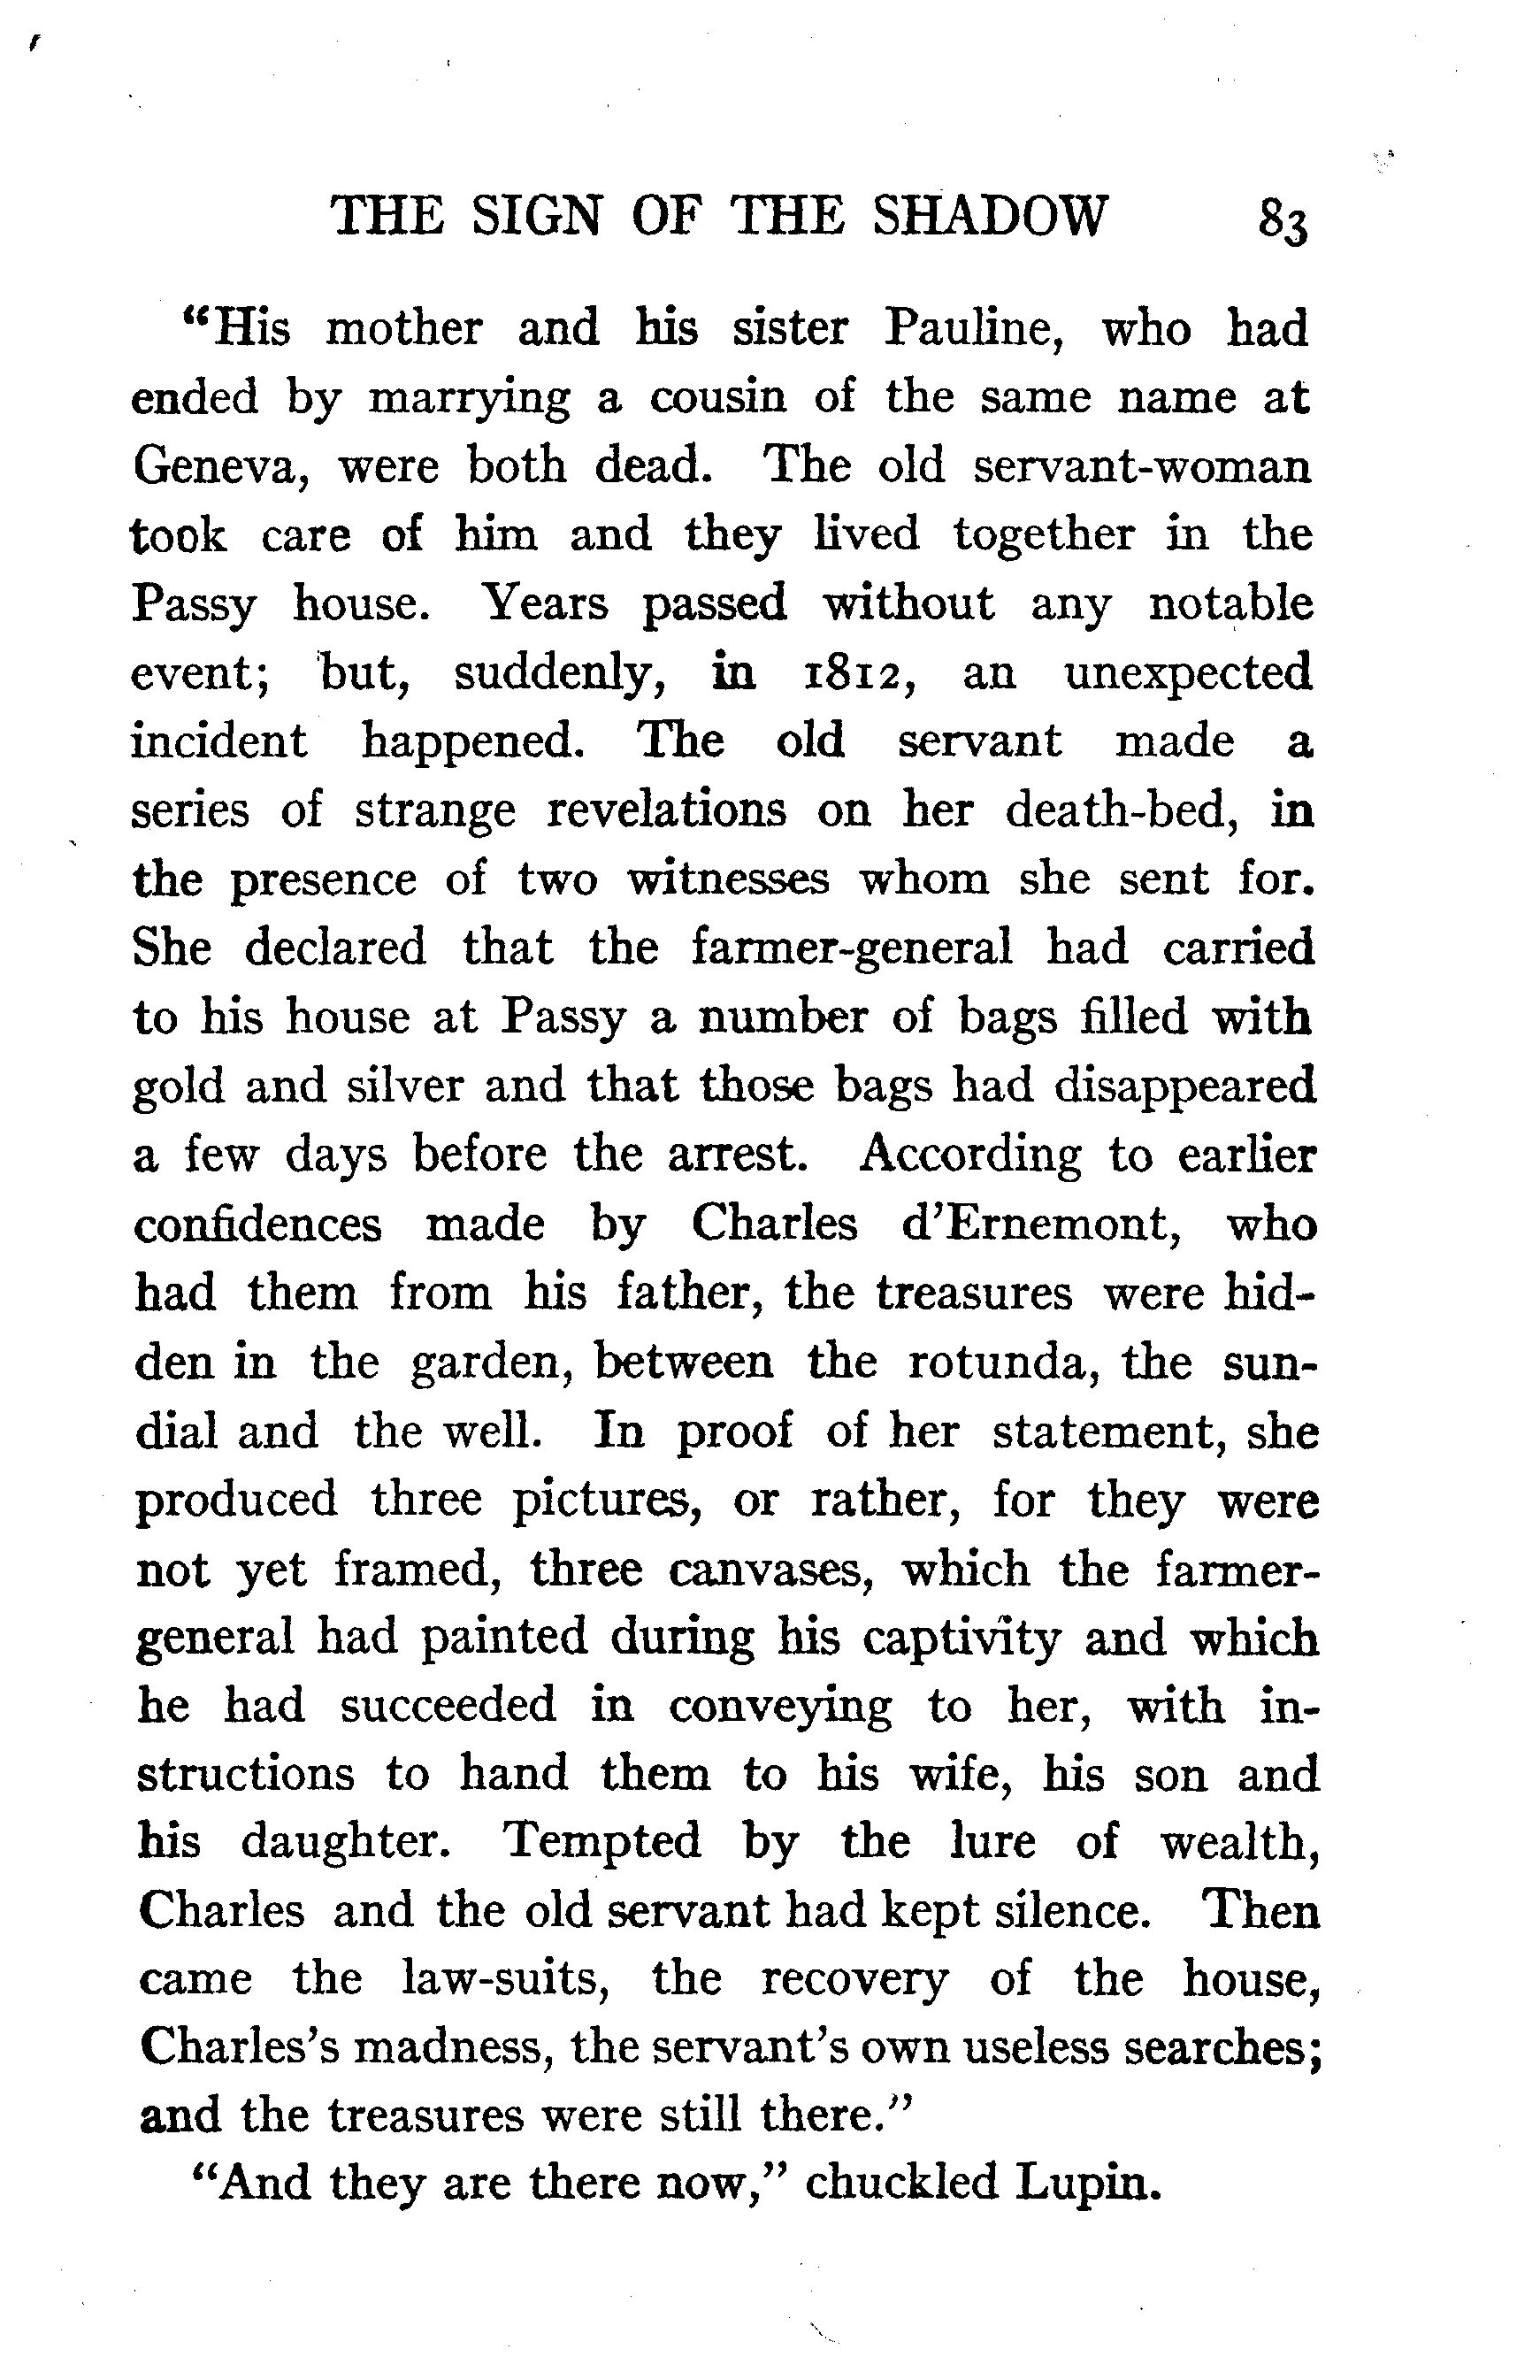 THE SIGN OF THE SHADOW 83
“His mother and his sister Pauline, who had
ended by marrying a cousin of the same name at
Geneva, were both dead. The old servant-woman
took care of him and they lived together in the
Passy house. Years passed without any notable
event; but, suddenly, in 1812, an unexpected
incident happened. The old servant made a
series of strange revelations on her death-bed, in
the presence of two witnesses whom she sent for.
She declared that the farmer-general had carried
to his house at Passy a number of bags filled with
gold and silver and that those bags had disappeared
a few days before the arrest. According to earlier
confidences made by Charles d’Ernemont, who
had them from his father, the treasures were hid-
den in the garden, between the rotunda, the sun-
dial and the well. In proof of her statement, she
produced three pictures, or rather, for they were
not yet framed, three canvases, which the farmer-
general had painted during his captivity and which
he had succeeded in conveying to her, with in-
structions to hand them to his wife, his son and
his daughter. Tempted by the lure of wealth,
Charles and the old servant had kept silence. Then
came the law-suits, the recovery of the house,
Charles’s madness, the servant’s own useless searches;
and the treasures were still there.”
“And they are there now,” chuckled Lupin.